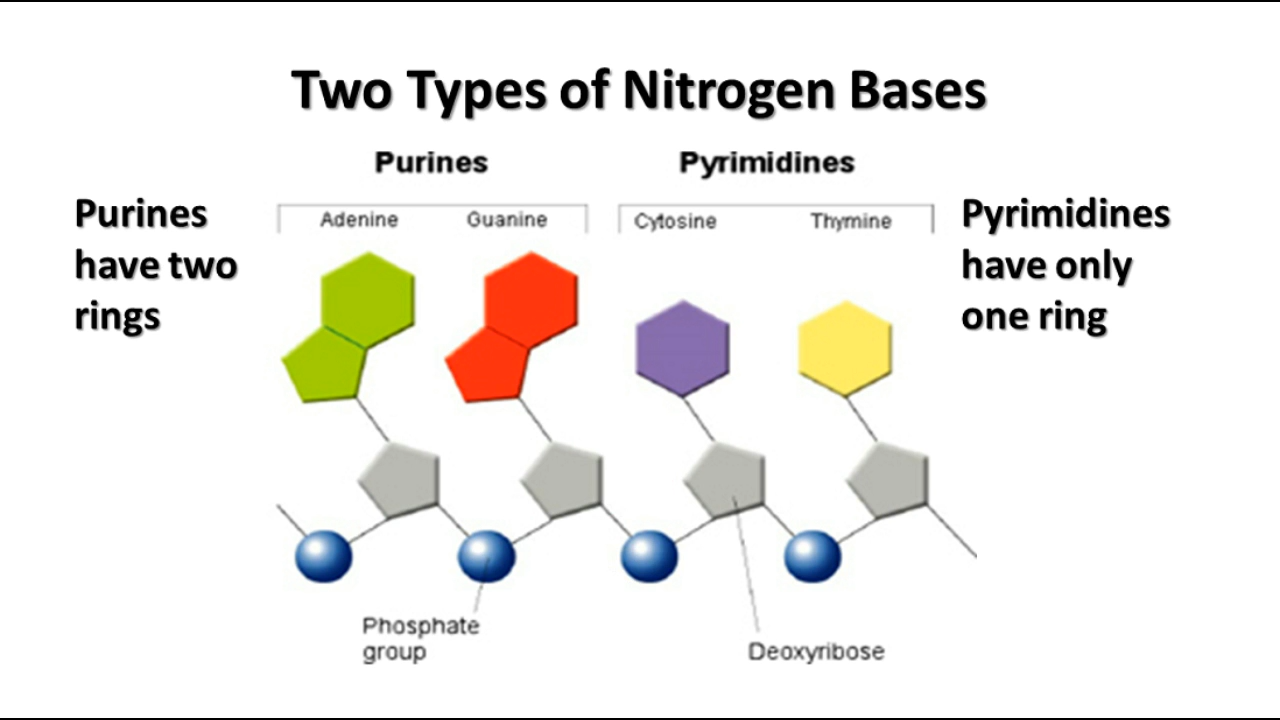 Two Types of Nitrogen Bases
Purines
Pyrimidines
Purines
have two
rings
Adenine
Guanine
Cytosine
Thymine
Pyrimidines
have only
one ring
Phosphate
group
Deoxyribose